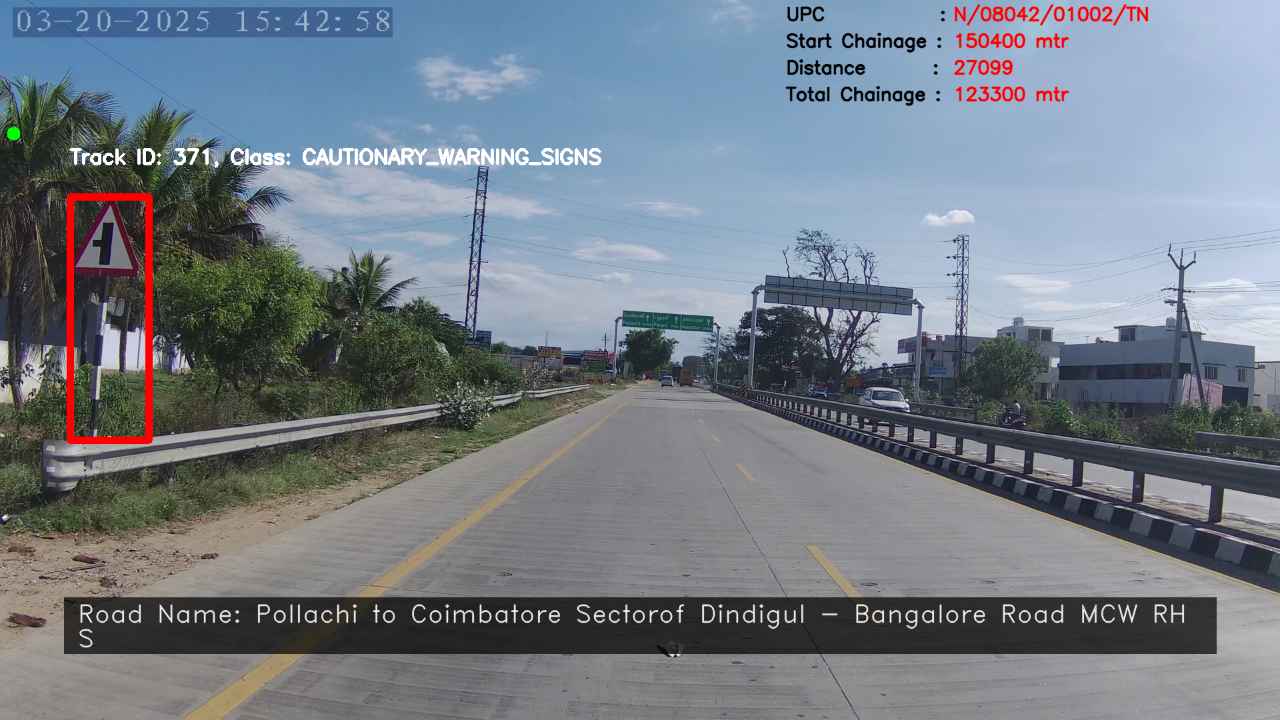 03-20-2025 15:42:58
UPC : N/08042/01002/TN
Start Chainage : 150400 mtr
Distance : 27099
Total Chainage : 123300 mtr
Track ID: 371, Class: CAUTIONARY_WARNING_SIGNS
Road Name: Pollachi to Coimbatore Sectorof Dindigul – Bangalore Road MCW RH
S